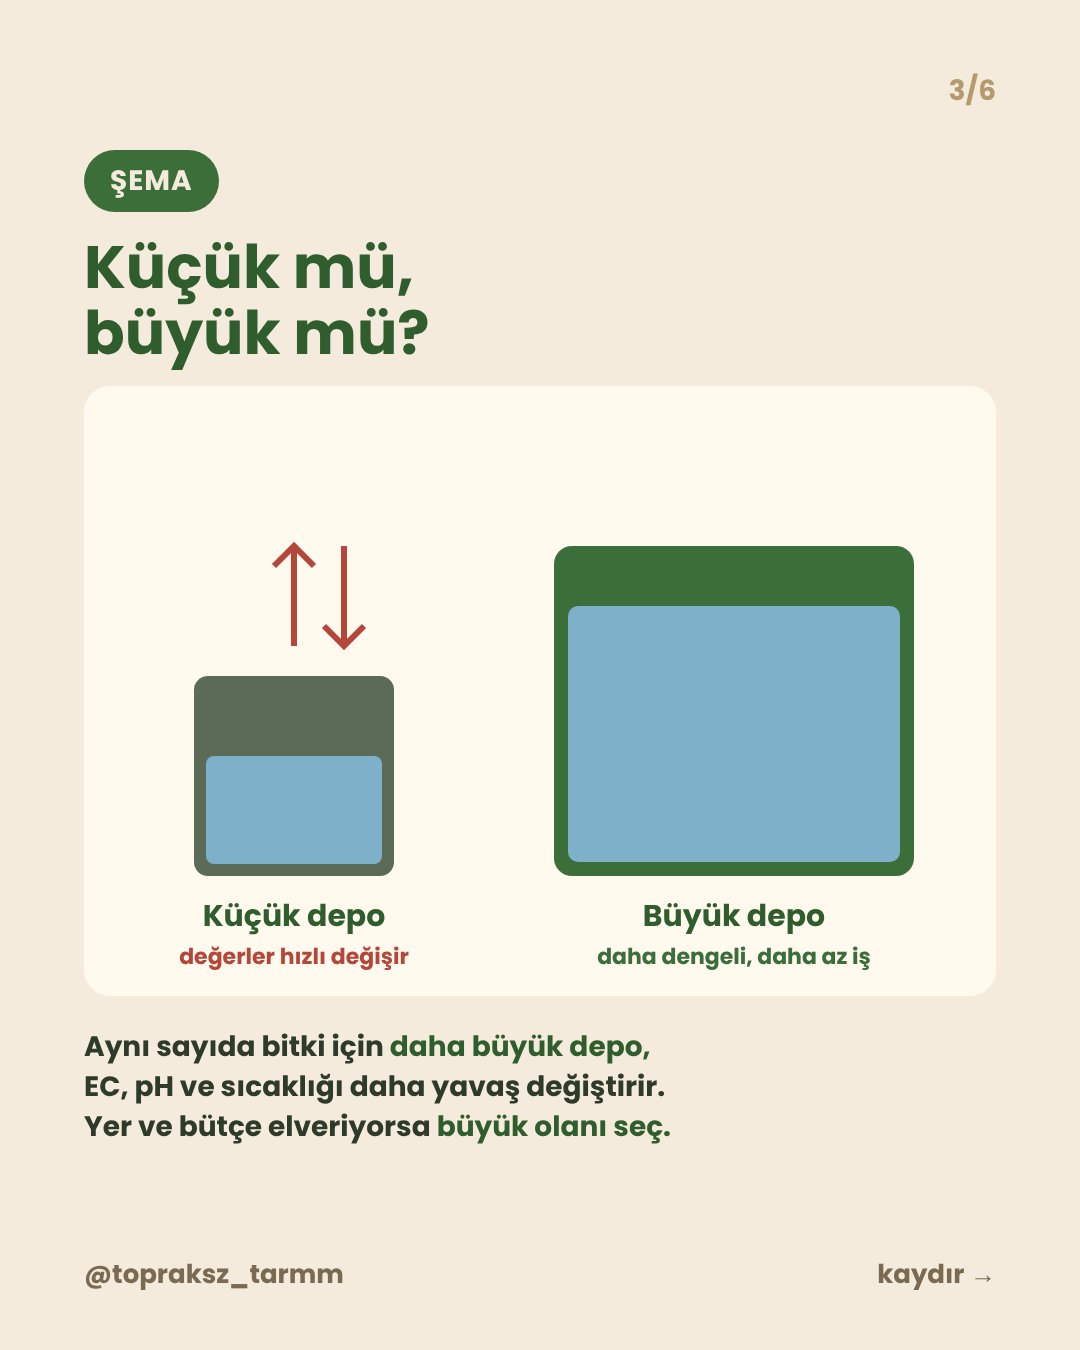 3/6
ŞEMA
Küçük mü,
büyük mü?
Küçük depo
değerler hızlı değişir
Büyük depo
daha dengeli, daha az iş
Aynı sayıda bitki için daha büyük depo,
EC, pH ve sıcaklığı daha yavaş değiştirir.
Yer ve bütçe elveriyorsa büyük olanı seç.
@topraksz_tarmm
kaydır →